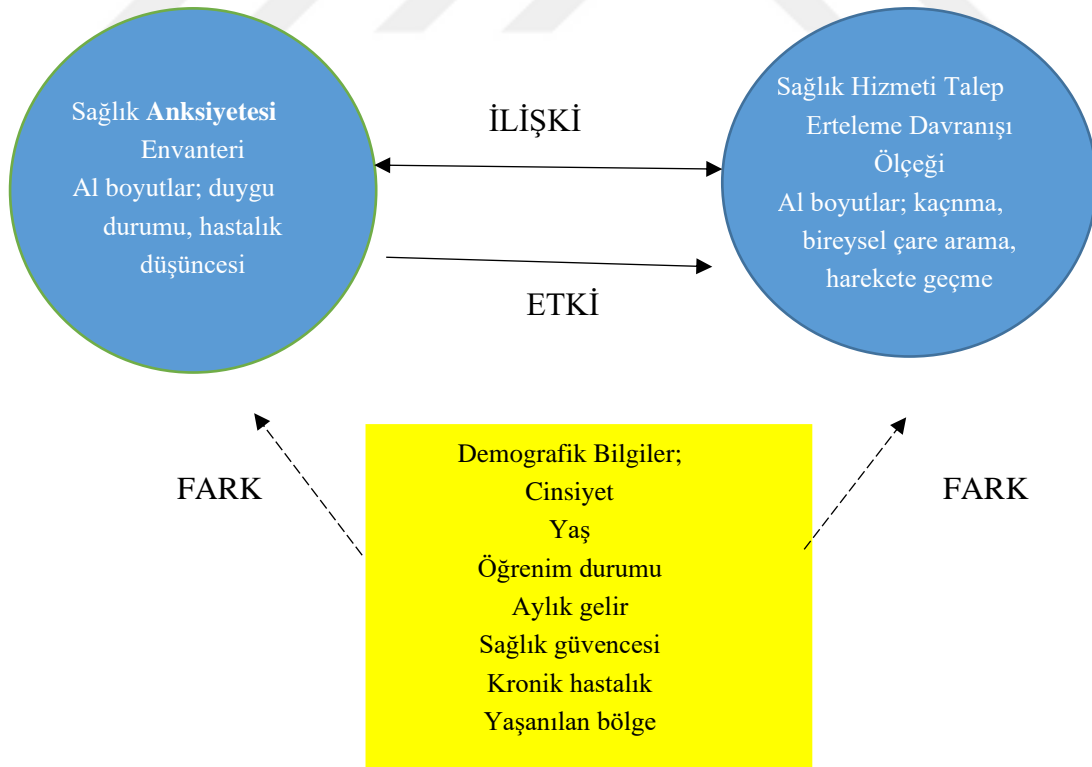 Sağlık Anksiyetesi
Envanteri
Al boyutlar; duygu
durumu, hastalık
düşüncesi
İLİŞKİ
ETKİ
Sağlık Hizmeti Talep
Erteleme Davranışı
Ölçeği
Al boyutlar; kaçnma,
bireysel çare arama,
harekete geçme
FARK
Demografik Bilgiler;
Cinsiyet
Yaş
Öğrenim durumu
Aylık gelir
Sağlık güvencesi
Kronik hastalık
Yaşanılan bölge
FARK